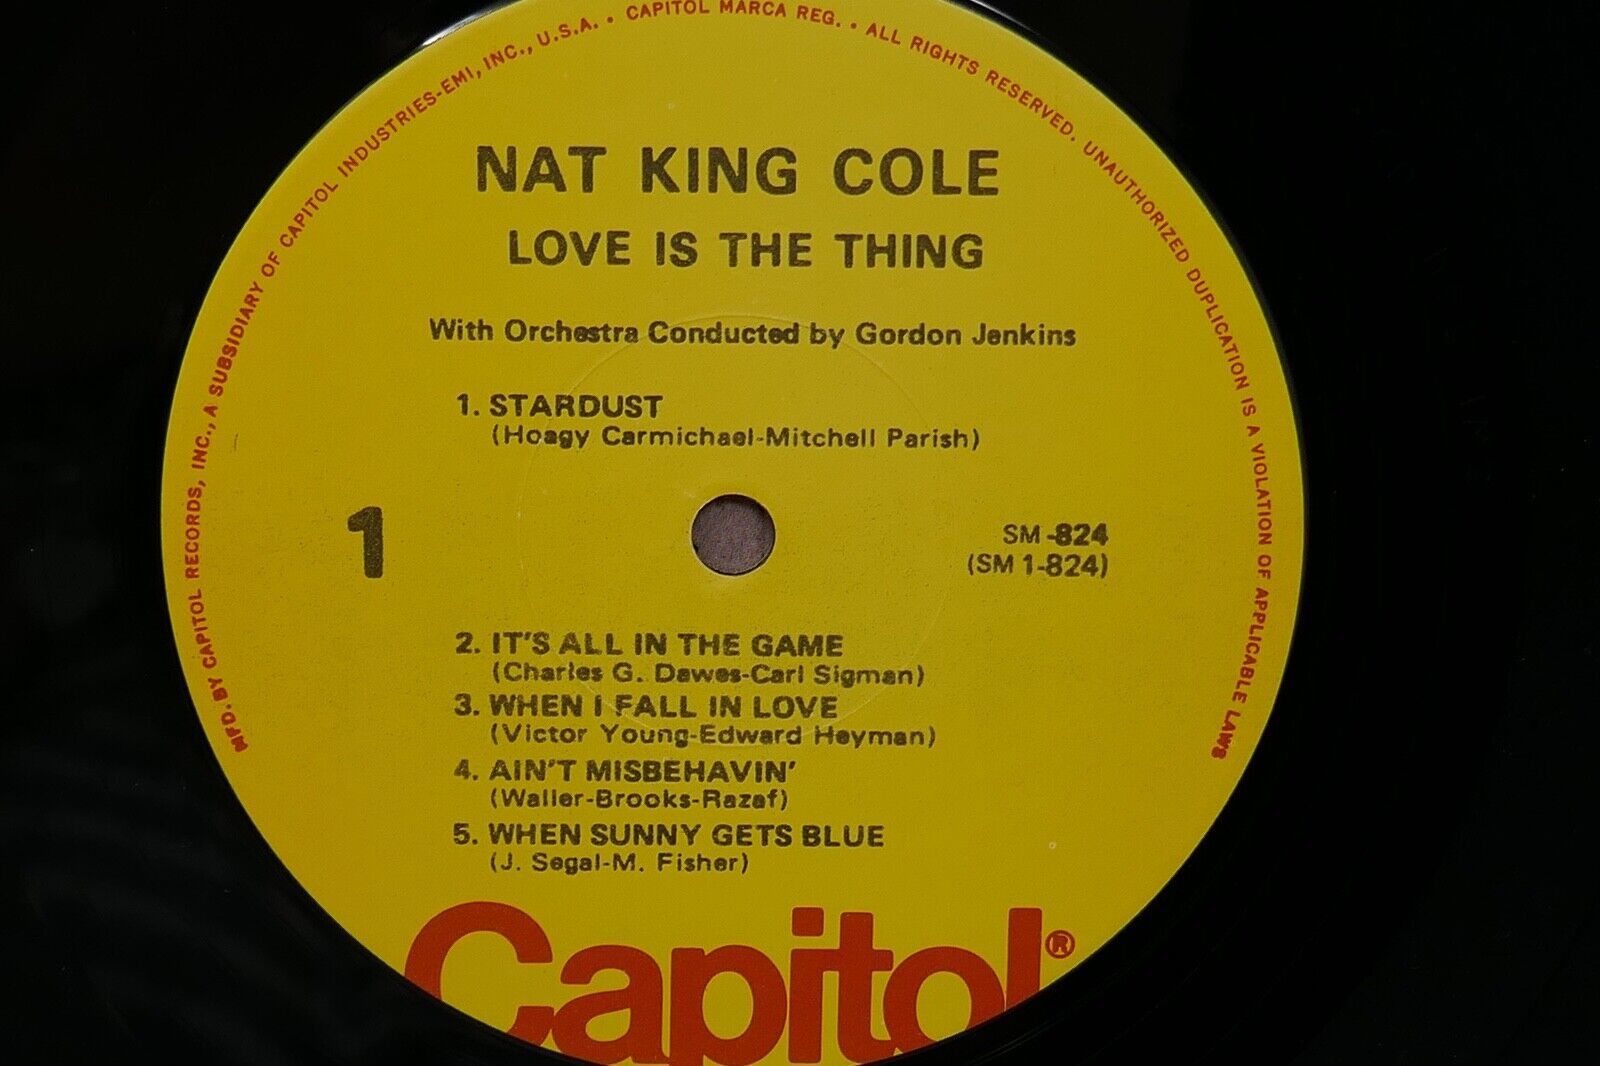 MFD. BY CAPITOL RECORDS, INC., A SUBSIDIARY OF CAPITOL INDUSTRIES-EMI, INC., U.S.A. • CAPITOL MARCA REG. • ALL RIGHTS RESERVED. UNAUTHORIZED DUPLICATION IS A VIOLATION OF APPLICABLE LAWS
NAT KING COLE
LOVE IS THE THING
With Orchestra Conducted by Gordon Jenkins
1. STARDUST
(Hoagy Carmichael-Mitchell Parish)
1
SM-824
(SM 1-824)
2. IT'S ALL IN THE GAME
(Charles G. Dawes-Carl Sigman)
3. WHEN I FALL IN LOVE
(Victor Young-Edward Heyman)
4. AIN'T MISBEHAVIN'
(Waller-Brooks-Razaf)
5. WHEN SUNNY GETS BLUE
(J. Segal-M. Fisher)
Capitol®